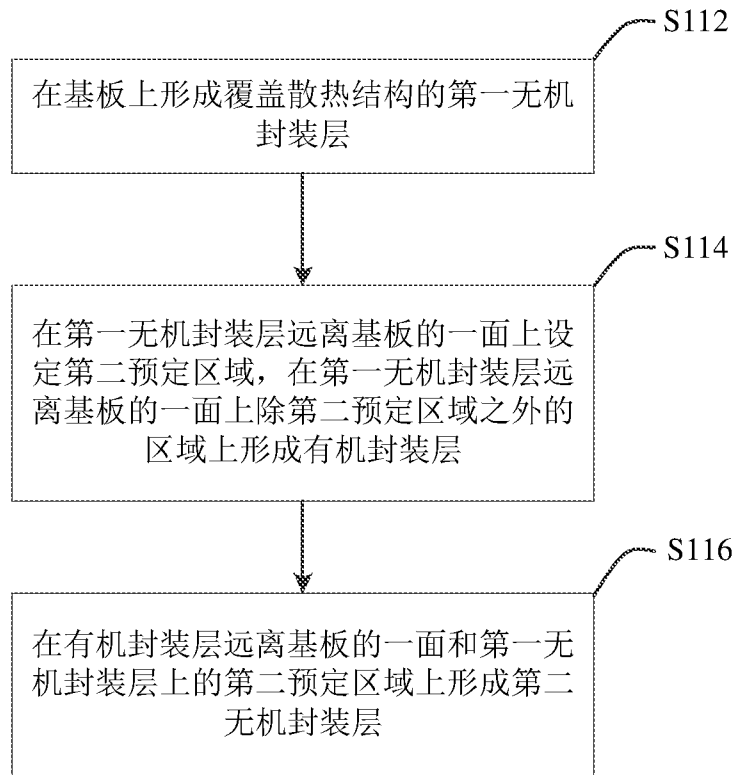 S112
在基板上形成覆盖散热结构的第一无机
封装层
S114
在第一无机封装层远离基板的一面上设
定第二预定区域，在第一无机封装层远
离基板的一面上除第二预定区域之外的
区域上形成有机封装层
S116
在有机封装层远离基板的一面和第一无
机封装层上的第二预定区域上形成第二
无机封装层